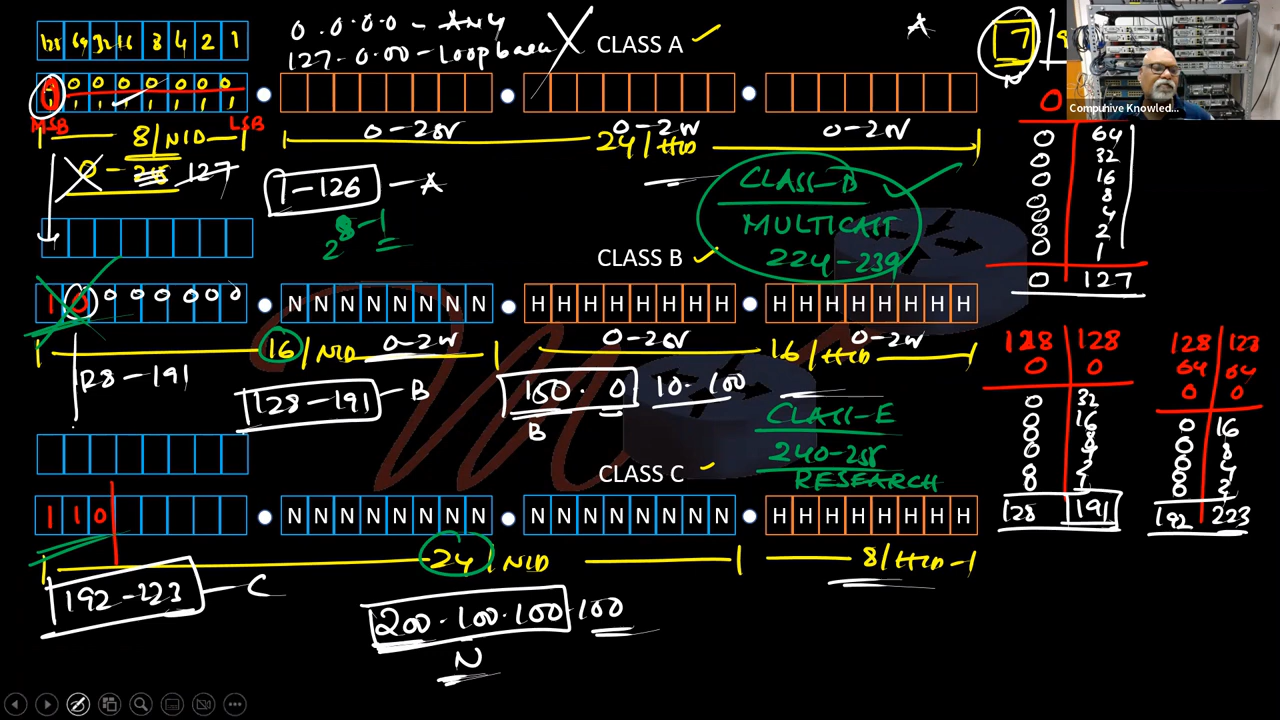 128 64 32 16 8 4 2 1
0.0.0.0 - ANY
127.0.0.0 - Loopback
CLASS A
A
7
N
Compuhive Knowled...
0 0 0 0 0 0 0 0
1 1 1 1 1 1 1
MSB LSB
8/NID
0-255 0-255 0-255
24/HID
0 - 127
1-126 - A
2^8-1
CLASS-D
MULTICAST
224-239
0
0 64
0 32
0 16
0 8
0 4
0 2
0 1
0 127
CLASS B
1 0 0 0 0 0 0 0
N N N N N N N N
H H H H H H H H
H H H H H H H H
16/NID 0-255
0-255 16/HID 0-255
128-191
128-191 - B
150.0 10.100
B
CLASS-E
240-255
RESEARCH
128 128
0 0
0 32
0 16
0 8
0 4
0 2
0 1
128 191
128 128
64 64
0 0
0 16
0 8
0 4
0 2
192 223
CLASS C
1 1 0
N N N N N N N N
N N N N N N N N
H H H H H H H H
24/NID
8/HID
192-223 - C
200.100.100.100
N